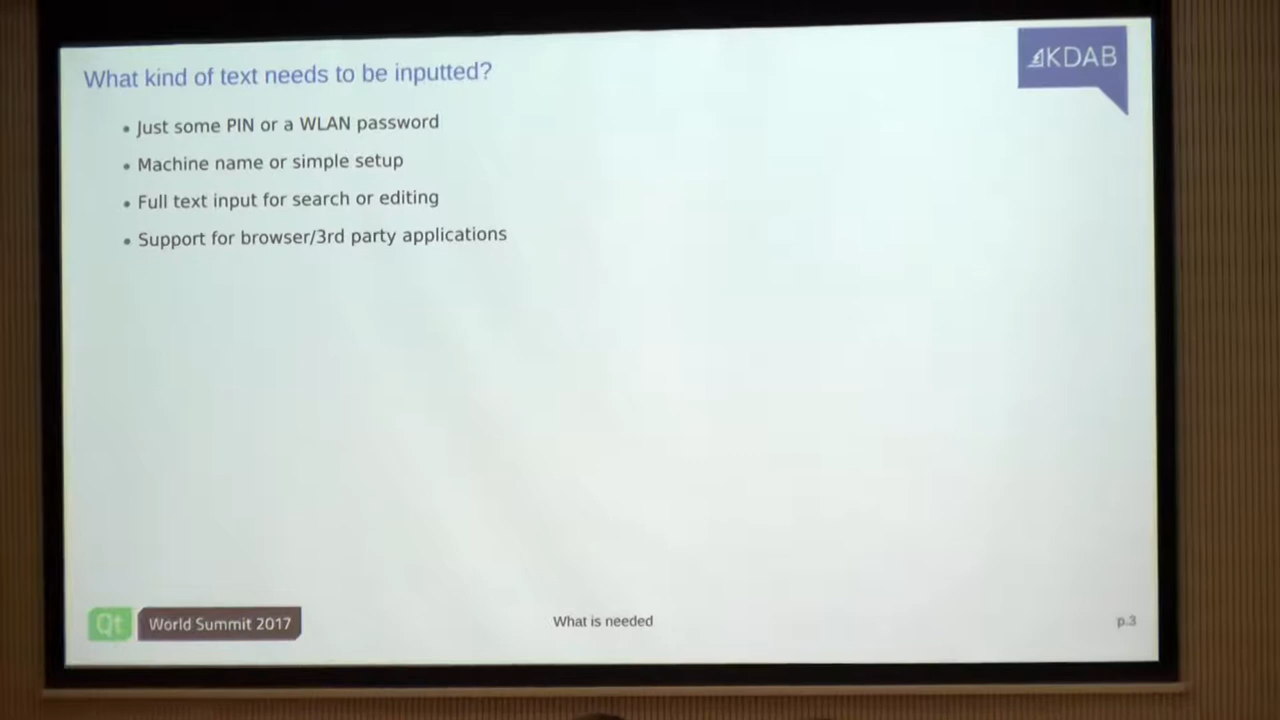 What kind of text needs to be inputted?
KDAB
• Just some PIN or a WLAN password
• Machine name or simple setup
• Full text input for search or editing
• Support for browser/3rd party applications
Qt World Summit 2017
What is needed
p.3